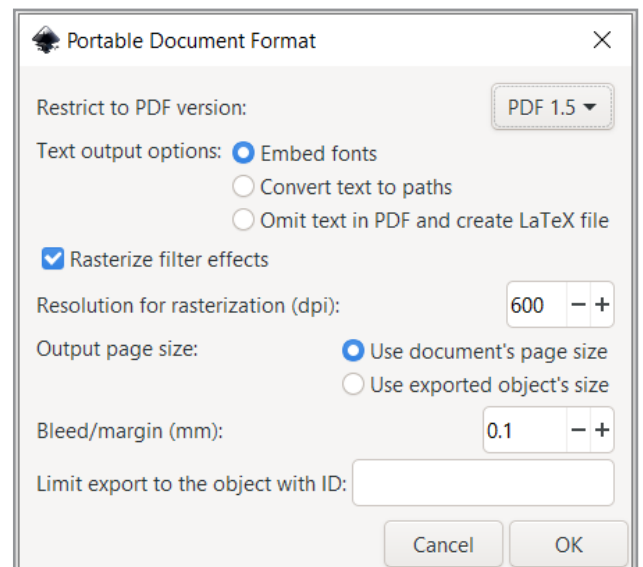 Portable Document Format
Restrict to PDF version: PDF 1.5
Text output options: Embed fonts
Convert text to paths
Omit text in PDF and create LaTeX file
Rasterize filter effects
Resolution for rasterization (dpi): 600
Output page size: Use document's page size
Use exported object's size
Bleed/margin (mm): 0.1
Limit export to the object with ID:
Cancel OK